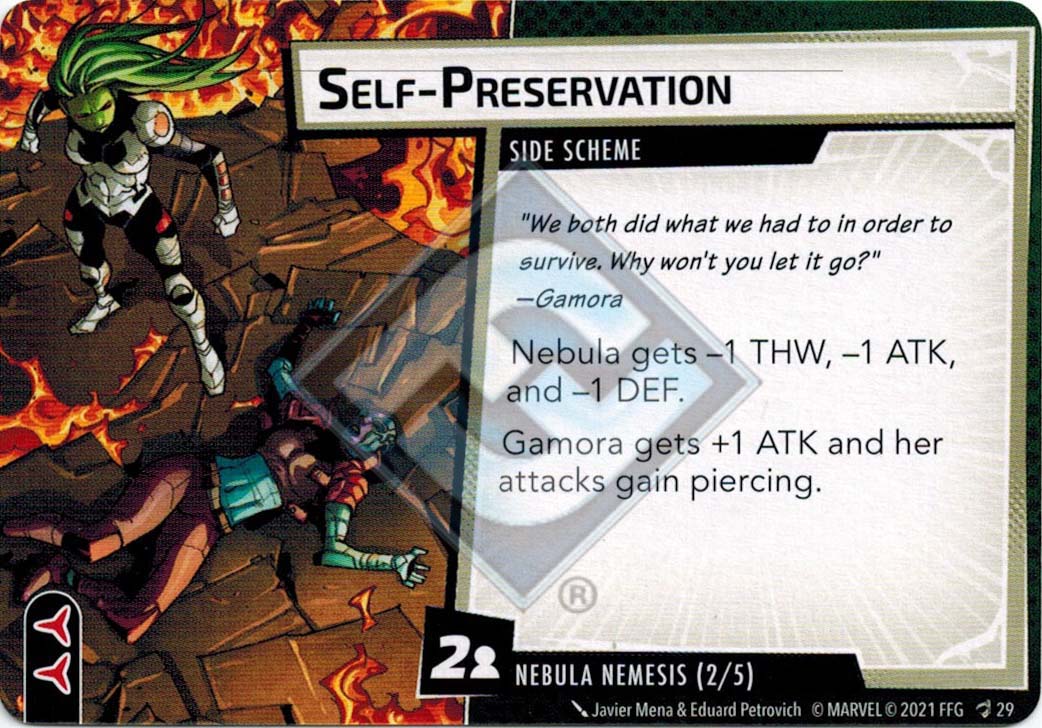 SELF-PRESERVATION
SIDE SCHEME
"We both did what we had to in order to
survive. Why won't you let it go?"
—Gamora
Nebula gets –1 THW, –1 ATK,
and –1 DEF.
Gamora gets +1 ATK and her
attacks gain piercing.
®
2
NEBULA NEMESIS (2/5)
Javier Mena & Eduard Petrovich © MARVEL © 2021 FFG 29